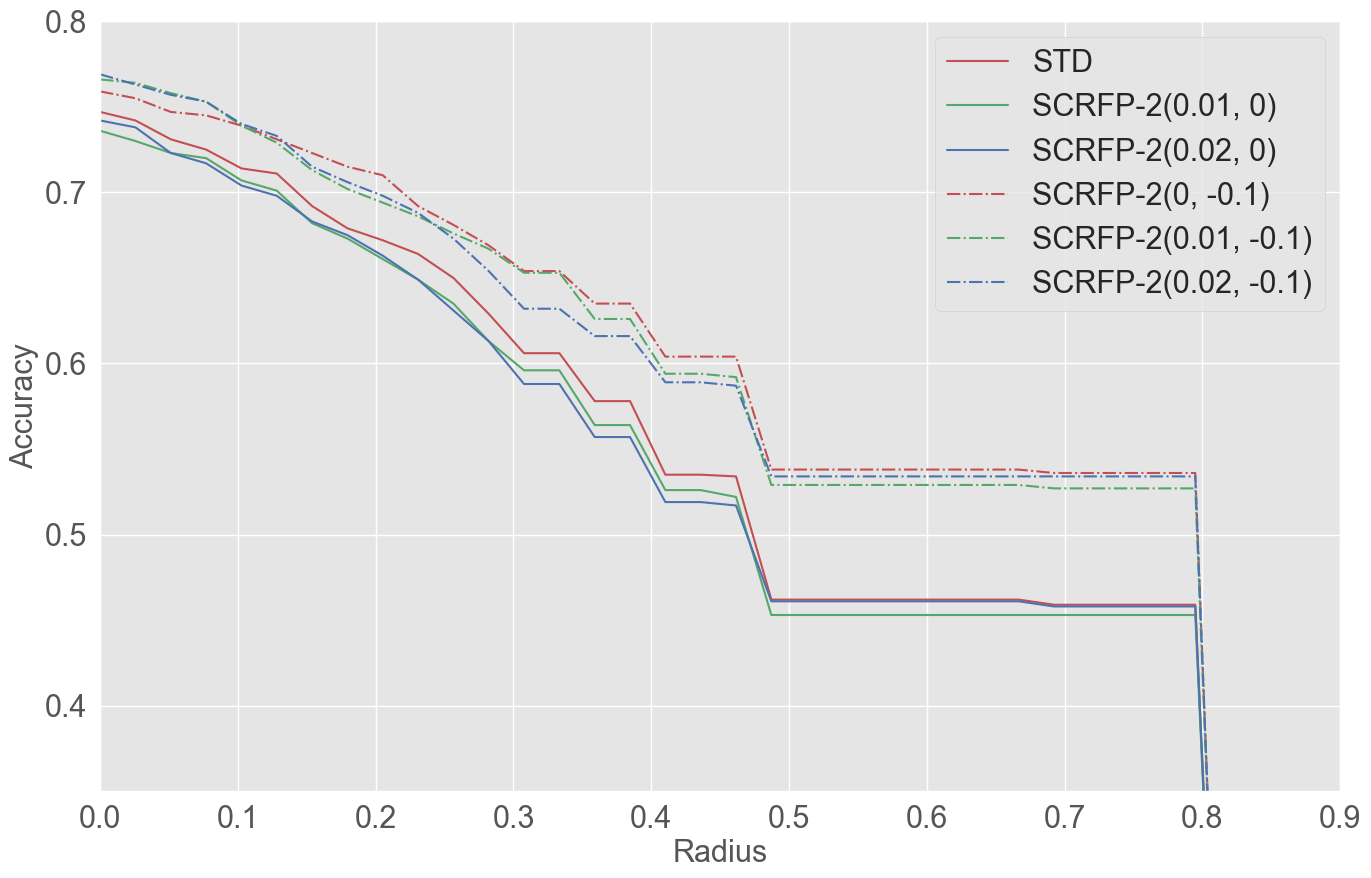 0.8
0.7
0.6
0.5
0.4
Accuracy
STD
SCRFP-2(0.01, 0)
SCRFP-2(0.02, 0)
SCRFP-2(0, -0.1)
SCRFP-2(0.01, -0.1)
SCRFP-2(0.02, -0.1)
0.0 0.1 0.2 0.3 0.4 0.5 0.6 0.7 0.8 0.9
Radius